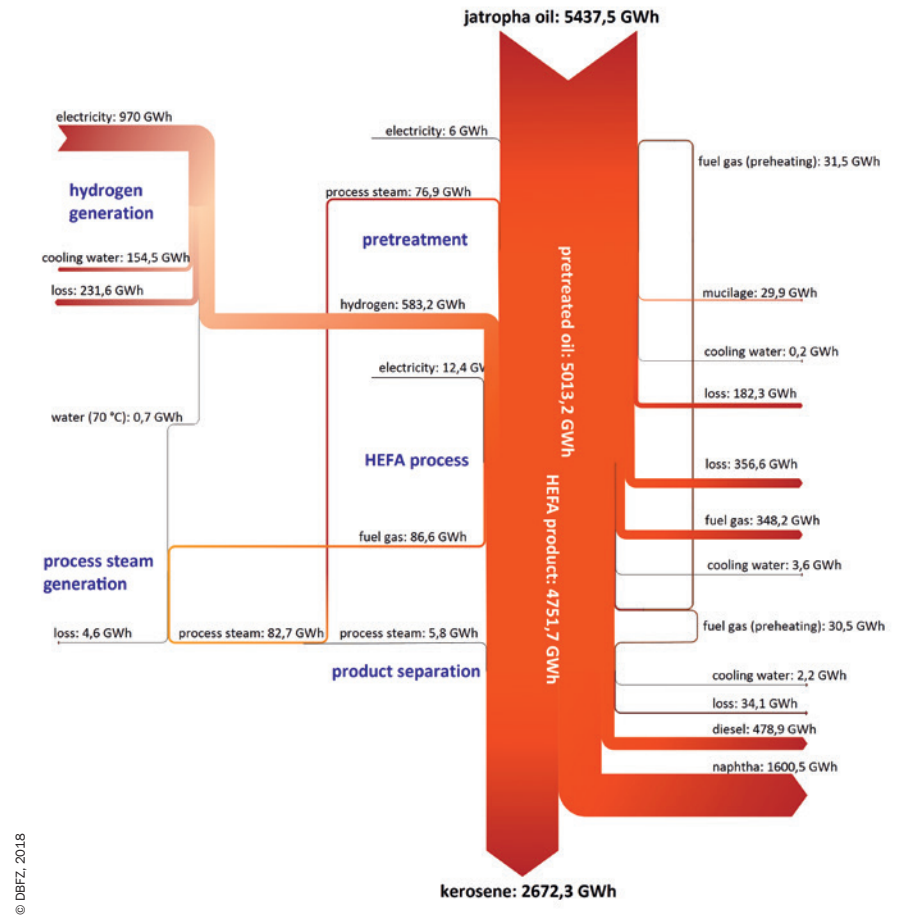 jatropha oil: 5437,5 GWh
electricity: 970 GWh
electricity: 6 GWh
fuel gas (preheating): 31,5 GWh
hydrogen
generation
process steam: 76,9 GWh
pretreatment
cooling water: 154,5 GWh
loss: 231,6 GWh
hydrogen: 583,2 GWh
pretreated oil: 5013,2 GWh
mucilage: 29,9 GWh
cooling water: 0,2 GWh
electricity: 12,4 GW
loss: 182,3 GWh
water (70 °C): 0,7 GWh
HEFA process
loss: 356,6 GWh
HEFA product: 4751,7 GWh
fuel gas: 348,2 GWh
fuel gas: 86,6 GWh
process steam
generation
cooling water: 3,6 GWh
loss: 4,6 GWh
process steam: 82,7 GWh
process steam: 5,8 GWh
fuel gas (preheating): 30,5 GWh
product separation
cooling water: 2,2 GWh
loss: 34,1 GWh
diesel: 478,9 GWh
naphtha: 1600,5 GWh
kerosene: 2672,3 GWh
© DBFZ, 2018